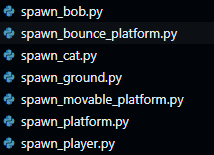 spawn_bob.py
spawn_bounce_platform.py
spawn_cat.py
spawn_ground.py
spawn_movable_platform.py
spawn_platform.py
spawn_player.py